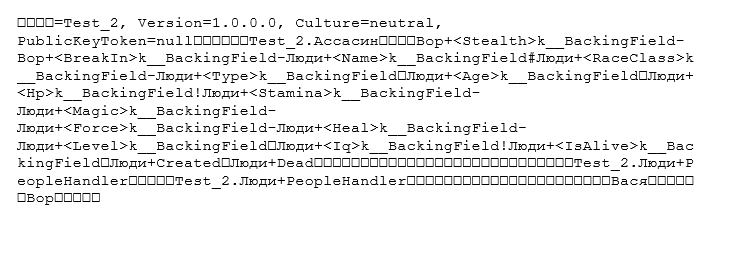 □□□□=Test_2, Version=1.0.0.0, Culture=neutral,
PublicKeyToken=null□□□□□□Test_2.Ассасин□□□□Вор+<Stealth>k__BackingField-
Вор+<BreakIn>k__BackingField-Люди+<Name>k__BackingField#Люди+<RaceClass>k
__BackingField-Люди+<Type>k__BackingField□Люди+<Age>k__BackingField□Люди+
<Hp>k__BackingField!Люди+<Stamina>k__BackingField-
Люди+<Magic>k__BackingField-
Люди+<Force>k__BackingField-Люди+<Heal>k__BackingField-
Люди+<Level>k__BackingField□Люди+<Iq>k__BackingField!Люди+<IsAlive>k__Bac
kingField□Люди+Created□Люди+Dead□□□□□□□□□□□□□□□□□□□□□□□□□□□□Test_2.Люди+P
eopleHandler□□□□□Test_2.Люди+PeopleHandler□□□□□□□□□□□□□□□□□□□□□□Вася□□□□□
□Вор□□□□□